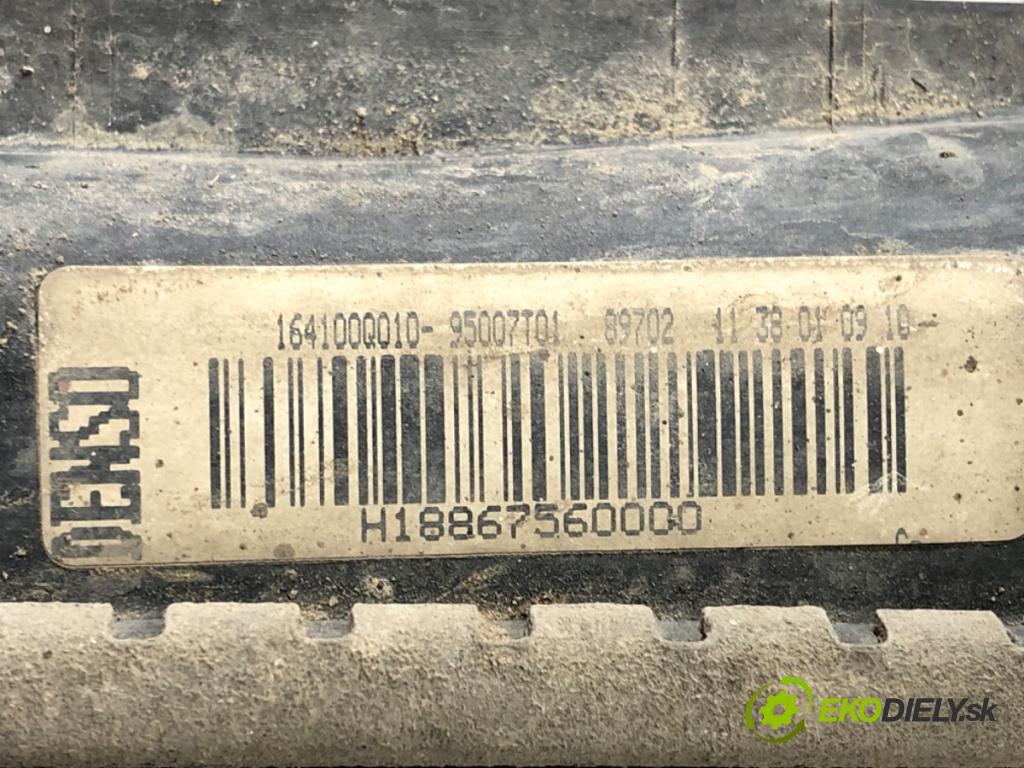 164100Q010- 95007T01 89702 11 38 01 09 10
DENSO
H18867560000
EKODIELY.sk